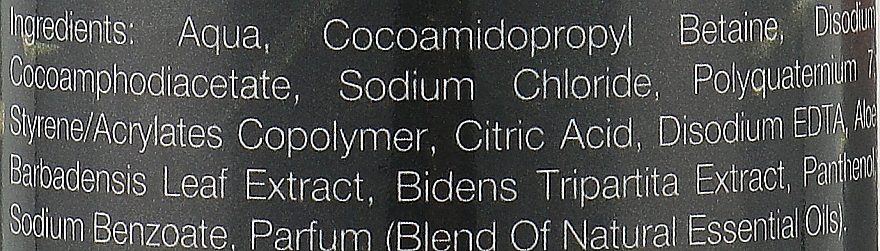 Ingredients: Aqua, Cocoamidopropyl Betaine, Disodium
Cocoamphodiacetate, Sodium Chloride, Polyquaternium 7,
Styrene/Acrylates Copolymer, Citric Acid, Disodium EDTA, Aloe
Barbadensis Leaf Extract, Bidens Tripartita Extract, Panthenol,
Sodium Benzoate, Parfum (Blend Of Natural Essential Oils).